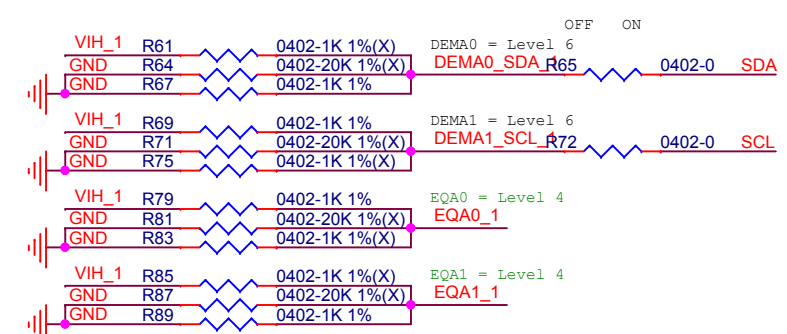 OFF ON
VIH_1 R61 0402-1K 1%(X) DEMA0 = Level 6
GND R64 0402-20K 1%(X) DEMA0_SDA_1 R65 0402-0 SDA
GND R67 0402-1K 1%
VIH_1 R69 0402-1K 1% DEMA1 = Level 6
GND R71 0402-20K 1%(X) DEMA1_SCL_1 R72 0402-0 SCL
GND R75 0402-1K 1%(X)
VIH_1 R79 0402-1K 1% EQA0 = Level 4
GND R81 0402-20K 1%(X) EQA0_1
GND R83 0402-1K 1%(X)
VIH_1 R85 0402-1K 1%(X) EQA1 = Level 4
GND R87 0402-20K 1%(X) EQA1_1
GND R89 0402-1K 1%